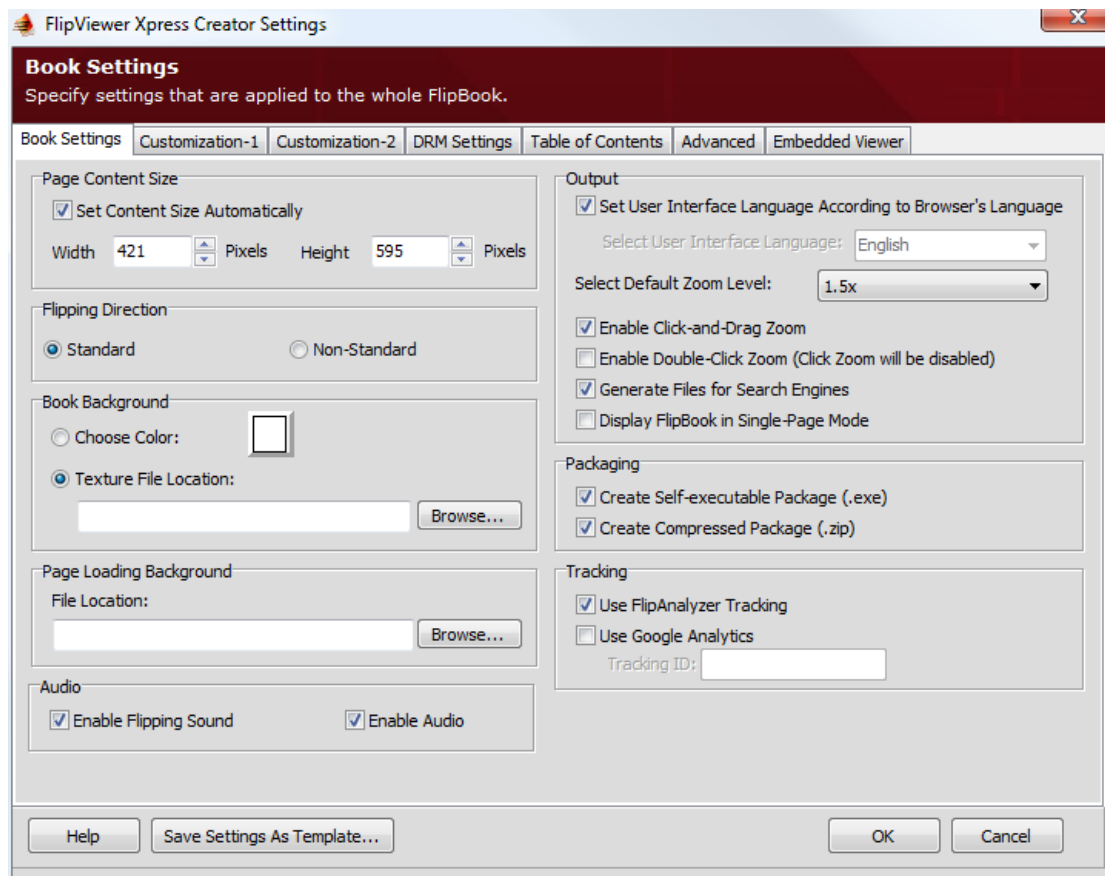 FlipViewer Xpress Creator Settings
Book Settings
Specify settings that are applied to the whole FlipBook.
Book Settings Customization-1 Customization-2 DRM Settings Table of Contents Advanced Embedded Viewer
Page Content Size
Set Content Size Automatically
Width 421 Pixels Height 595 Pixels
Flipping Direction
Standard Non-Standard
Book Background
Choose Color:
Texture File Location:
Browse...
Page Loading Background
File Location:
Browse...
Audio
Enable Flipping Sound Enable Audio
Output
Set User Interface Language According to Browser's Language
Select User Interface Language: English
Select Default Zoom Level: 1.5x
Enable Click-and-Drag Zoom
Enable Double-Click Zoom (Click Zoom will be disabled)
Generate Files for Search Engines
Display FlipBook in Single-Page Mode
Packaging
Create Self-executable Package (.exe)
Create Compressed Package (.zip)
Tracking
Use FlipAnalyzer Tracking
Use Google Analytics
Tracking ID:
Help Save Settings As Template... OK Cancel